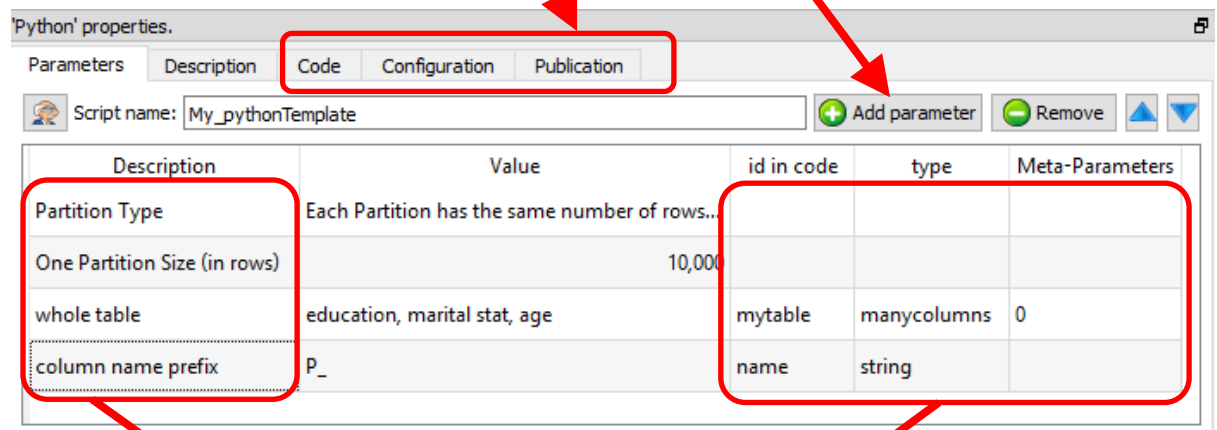 'Python' properties.
Parameters Description Code Configuration Publication
Script name: My_pythonTemplate Add parameter Remove
Description Value id in code type Meta-Parameters
Partition Type Each Partition has the same number of rows...
One Partition Size (in rows) 10,000
whole table education, marital stat, age mytable manycolumns 0
column name prefix P_ name string